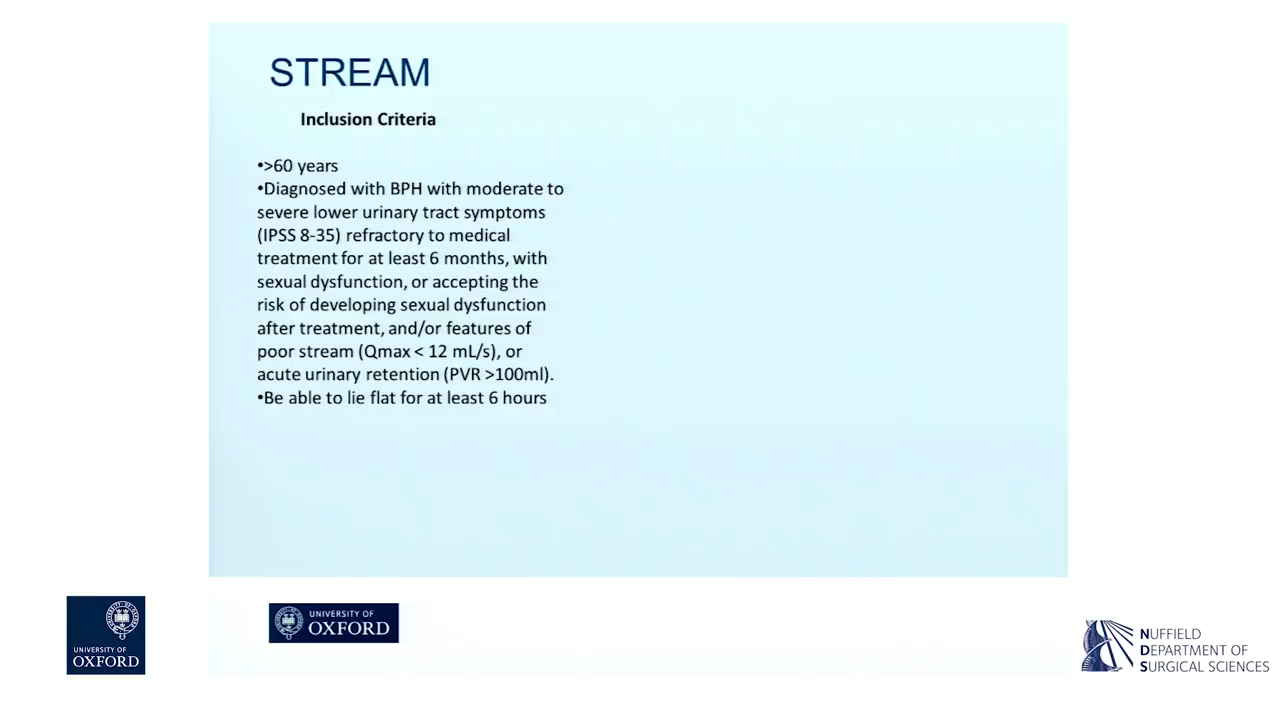 STREAM
Inclusion Criteria
•>60 years
•Diagnosed with BPH with moderate to
severe lower urinary tract symptoms
(IPSS 8-35) refractory to medical
treatment for at least 6 months, with
sexual dysfunction, or accepting the
risk of developing sexual dysfunction
after treatment, and/or features of
poor stream (Qmax < 12 mL/s), or
acute urinary retention (PVR >100ml).
•Be able to lie flat for at least 6 hours
UNIVERSITY OF
OXFORD
UNIVERSITY OF
OXFORD
NUFFIELD
DEPARTMENT OF
SURGICAL SCIENCES